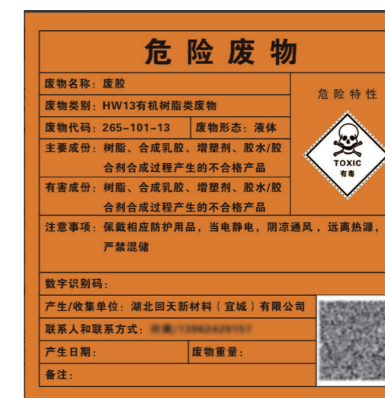 危险废物
废物名称：废胶
危险特性
废物类别：HW13有机树脂类废物
废物代码：265-101-13
废物形态：液体
主要成份：树脂、合成乳胶、增塑剂、胶水/胶
合剂合成过程产生的不合格产品
TOXIC
有毒
有害成份：树脂、合成乳胶、增塑剂、胶水/胶
合剂合成过程产生的不合格产品
注意事项：佩戴相应防护用品，当电静电，阴凉通风，远离热源，
严禁混储
数字识别码：
产生/收集单位：湖北回天新材料（宜城）有限公司
联系人和联系方式：
产生日期：
废物重量：
备注：